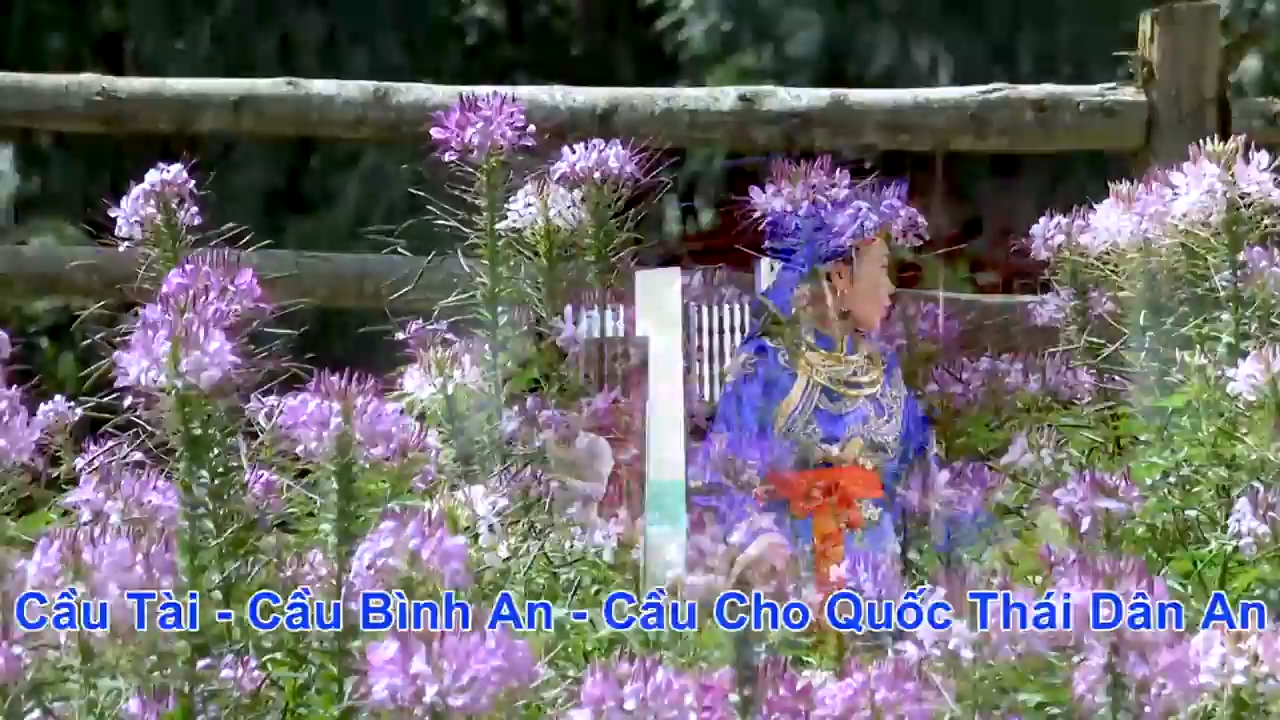 Cầu Tài - Cầu Bình An - Cầu Cho Quốc Thái Dân An